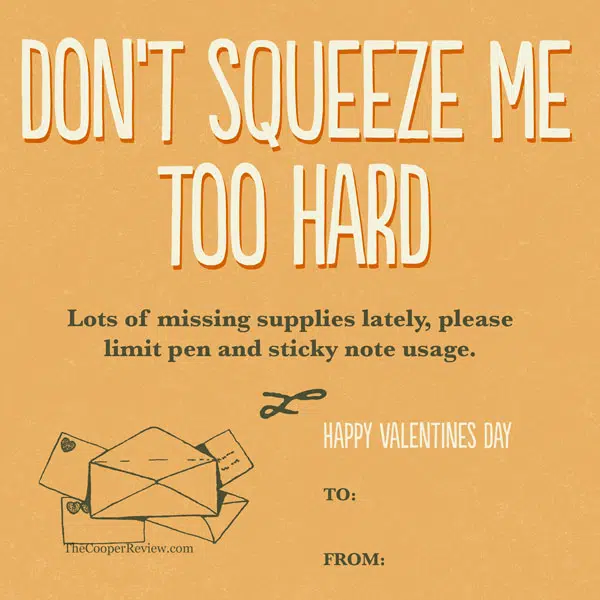 DON'T SQUEEZE ME
TOO HARD
Lots of missing supplies lately, please
limit pen and sticky note usage.
HAPPY VALENTINES DAY
TO:
FROM:
TheCooperReview.com